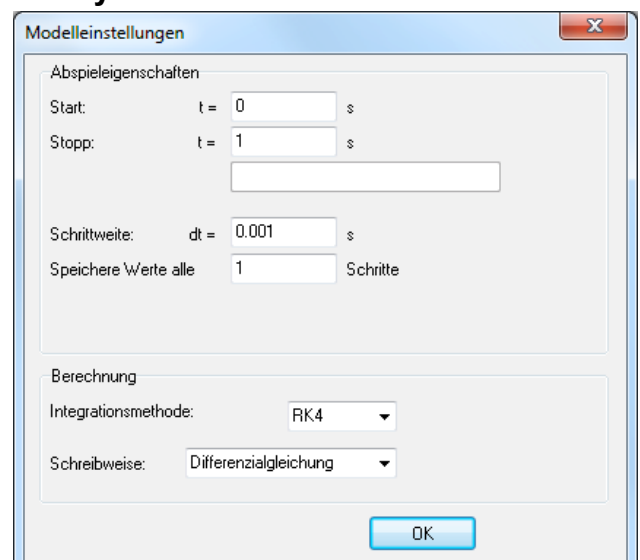 Modelleinstellungen
Abspieleigenschaften
Start: t = 0 s
Stopp: t = 1 s
Schrittweite: dt = 0.001 s
Speichere Werte alle 1 Schritte
Berechnung
Integrationsmethode: RK4
Schreibweise: Differenzialgleichung
OK